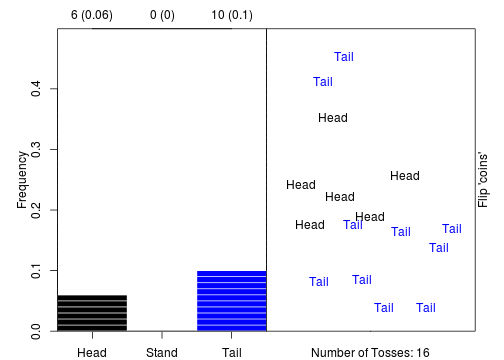 6 (0.06) 0 (0) 10 (0.1)
Frequency
0.4
0.3
0.2
0.1
0.0
Head Stand Tail
Tail
Tail
Head
Head
Head
Head
Head
Head
Tail
Tail
Tail
Tail
Tail
Tail
Tail
Tail
Flip 'coins'
Number of Tosses: 16